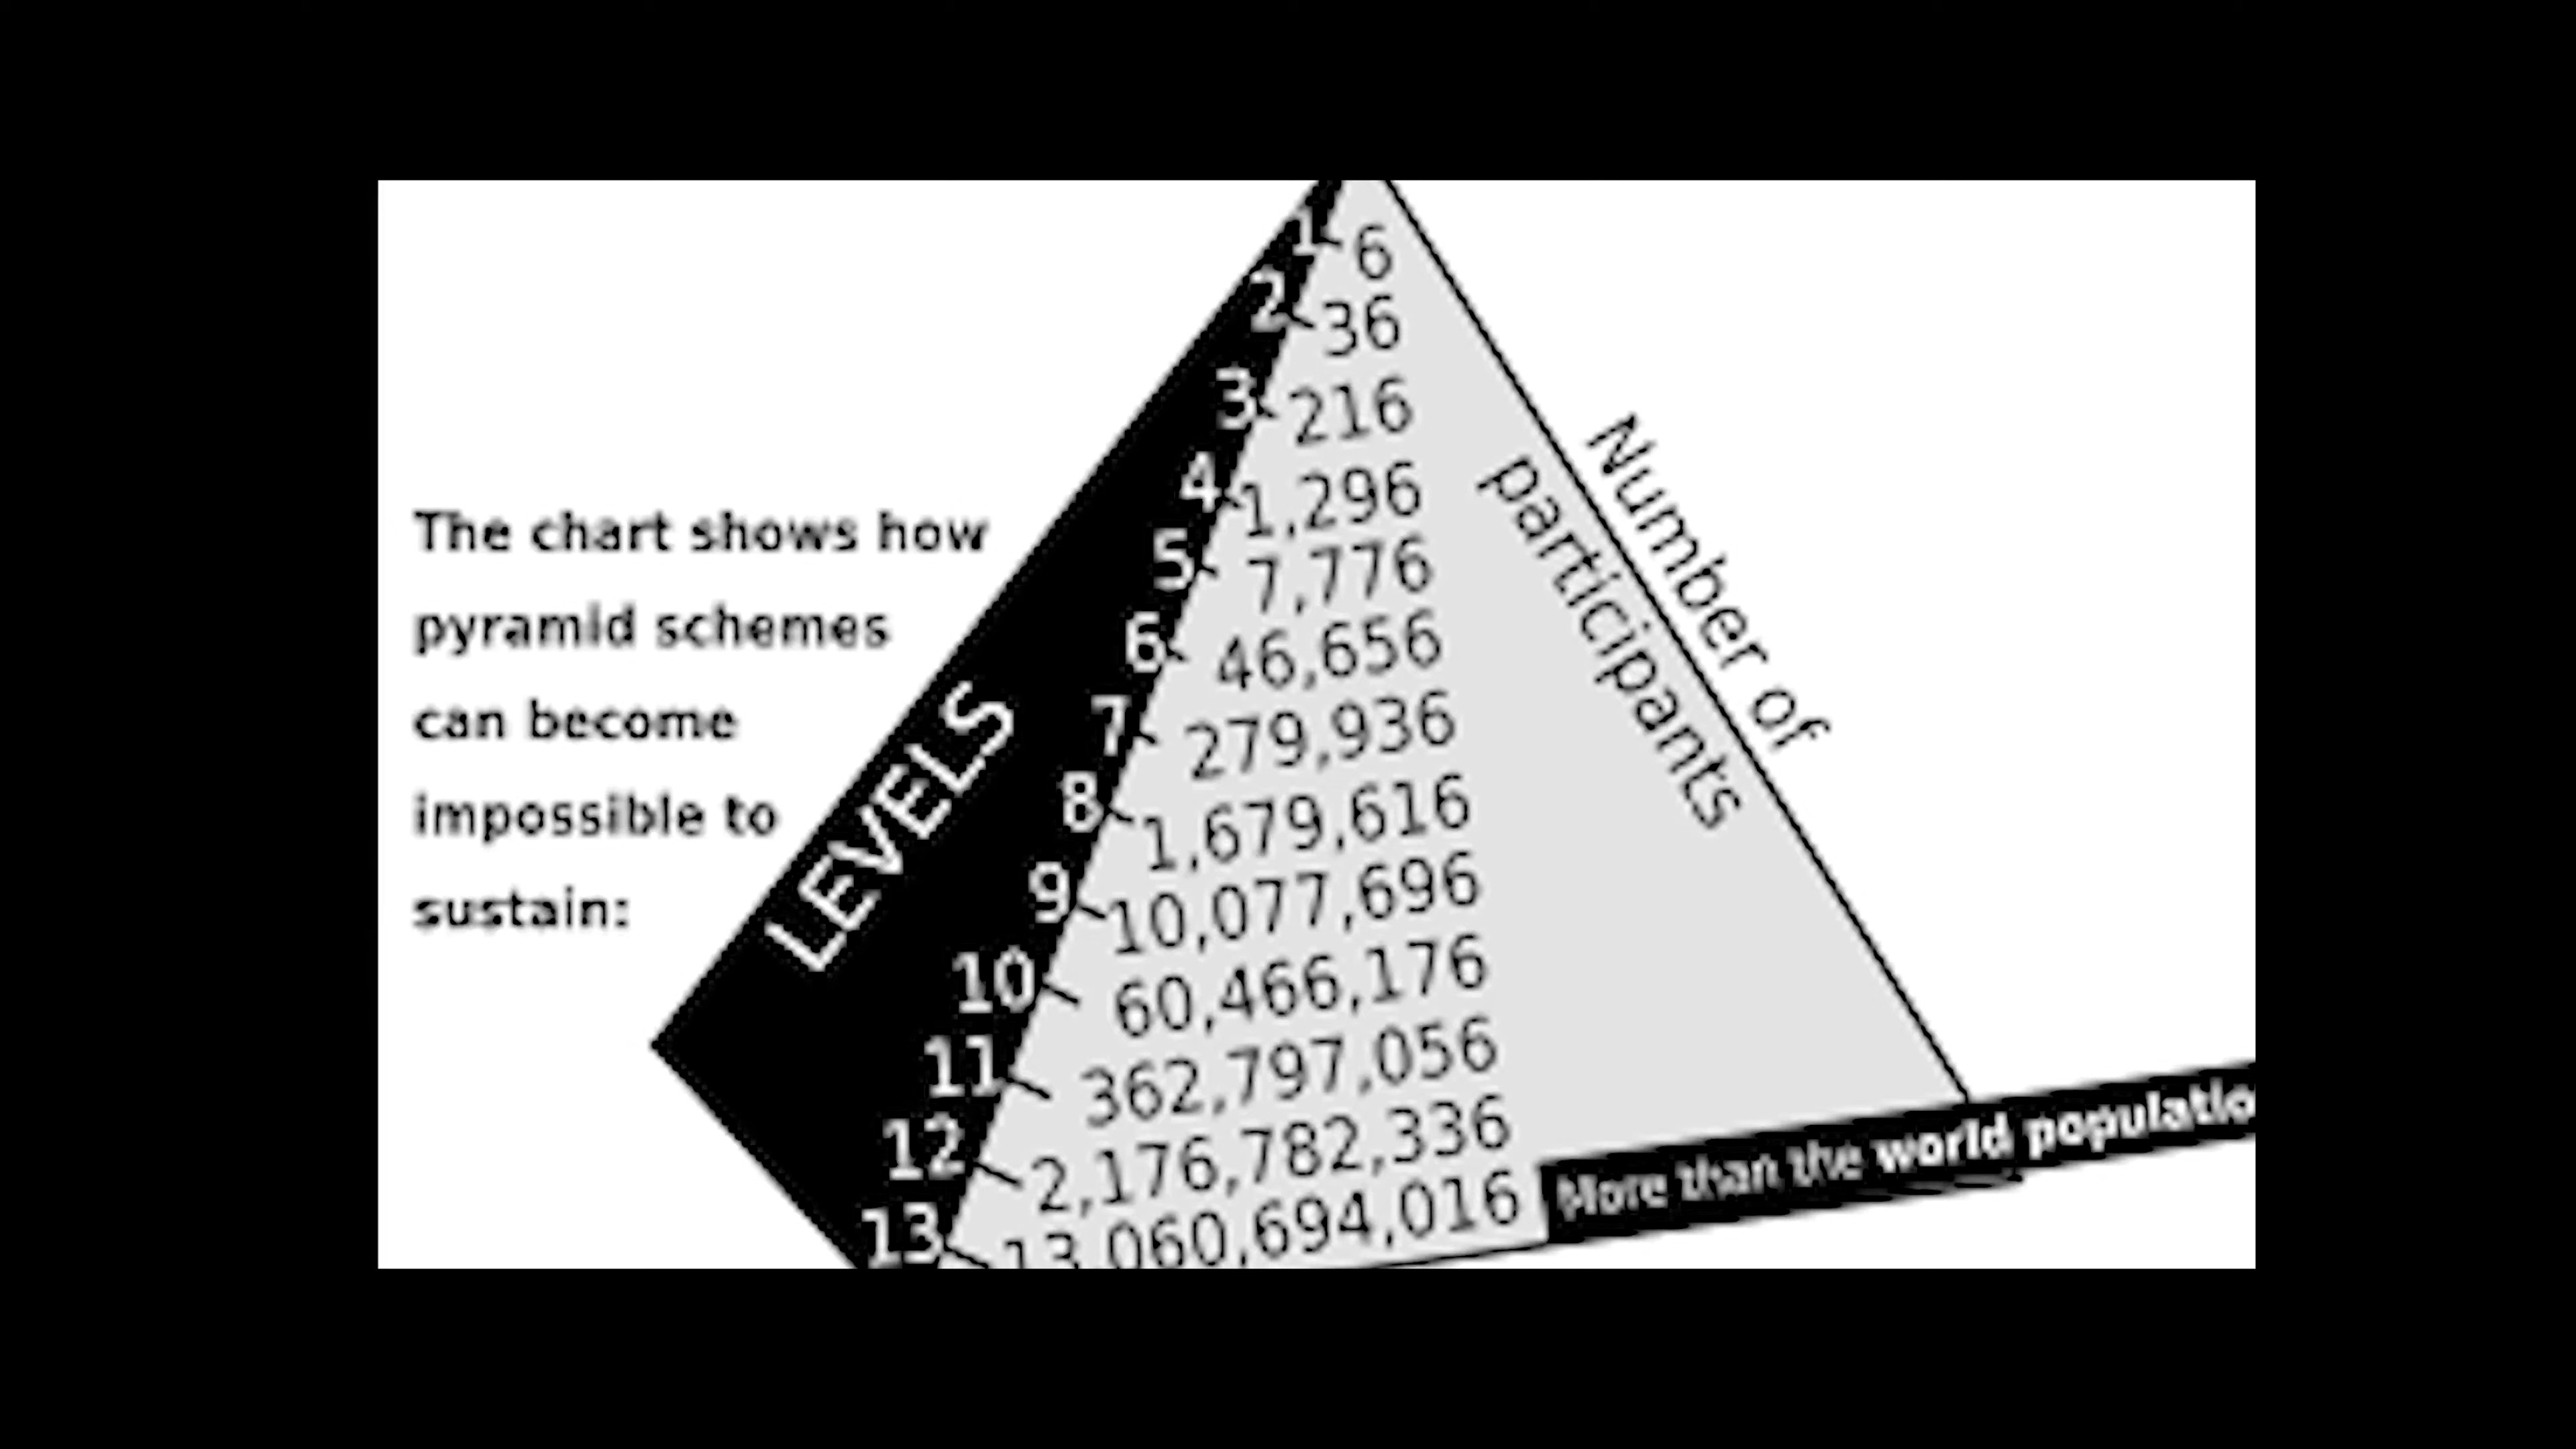 The chart shows how
pyramid schemes
can become
impossible to
sustain:
LEVELS
1 6
2 36
3 216
4 1,296
5 7,776
6 46,656
7 279,936
8 1,679,616
9 10,077,696
10 60,466,176
11 362,797,056
12 2,176,782,336
13 13,060,694,016
Number of
participants
More than the world populatio